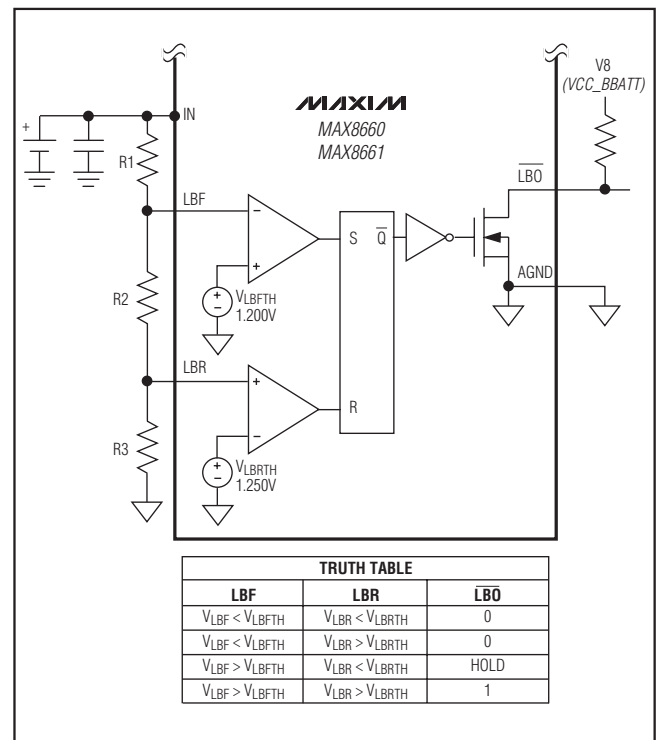 V8
(VCC_BBATT)
MAXIM
MAX8660
MAX8661
IN
+
R1
LBF
−
+
S
Q̅
L̅B̅O̅
AGND
+
−
VLBFTH
1.200V
R2
LBR
+
−
R
R3
+
−
VLBRTH
1.250V
TRUTH TABLE
LBF LBR L̅B̅O̅
VLBF < VLBFTH VLBR < VLBRTH 0
VLBF < VLBFTH VLBR > VLBRTH 0
VLBF > VLBFTH VLBR < VLBRTH HOLD
VLBF > VLBFTH VLBR > VLBRTH 1